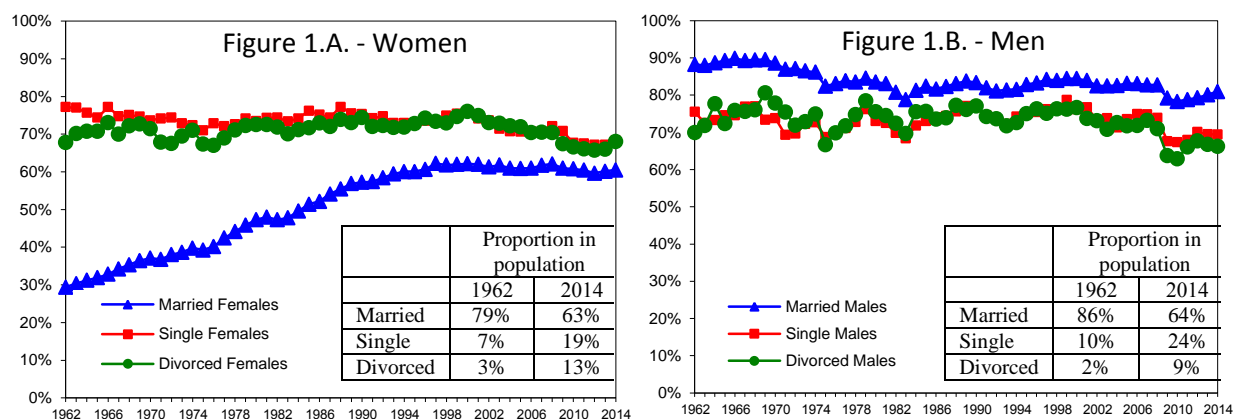 Figure 1.A. - Women
100%
90%
80%
70%
60%
50%
40%
30%
20%
10%
0%
Married Females
Single Females
Divorced Females
Proportion in
population
1962 2014
Married 79% 63%
Single 7% 19%
Divorced 3% 13%
1962 1966 1970 1974 1978 1982 1986 1990 1994 1998 2002 2006 2010 2014
Figure 1.B. - Men
100%
90%
80%
70%
60%
50%
40%
30%
20%
10%
0%
Married Males
Single Males
Divorced Males
Proportion in
population
1962 2014
Married 86% 64%
Single 10% 24%
Divorced 2% 9%
1962 1966 1970 1974 1978 1982 1986 1990 1994 1998 2002 2006 2010 2014